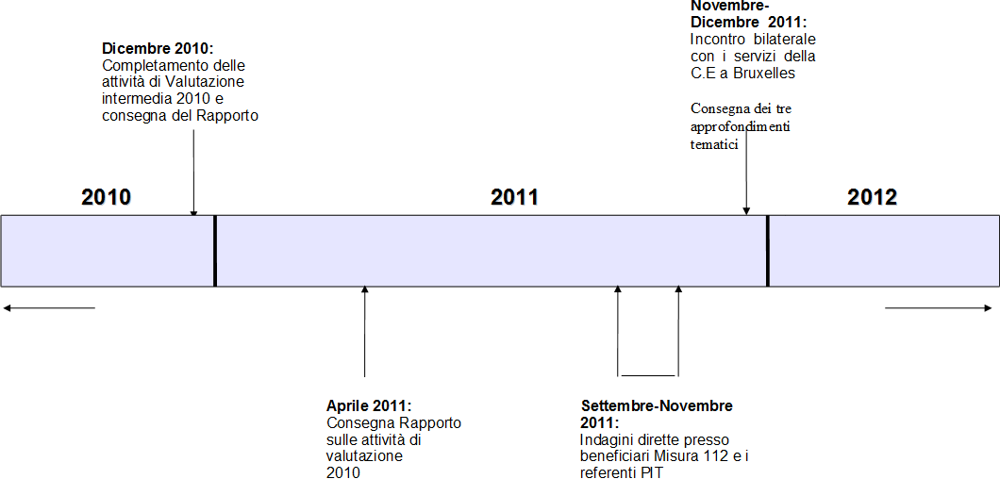 Dicembre 2010:
Completamento delle
attività di Valutazione
intermedia 2010 e
consegna del Rapporto
Novembre-
Dicembre 2011:
Incontro bilaterale
con i servizi della
C.E a Bruxelles
Consegna dei tre
approfondimenti
tematici
2010
2011
2012
Aprile 2011:
Consegna Rapporto
sulle attività di
valutazione
2010
Settembre-Novembre
2011:
Indagini dirette presso
beneficiari Misura 112 e i
referenti PIT